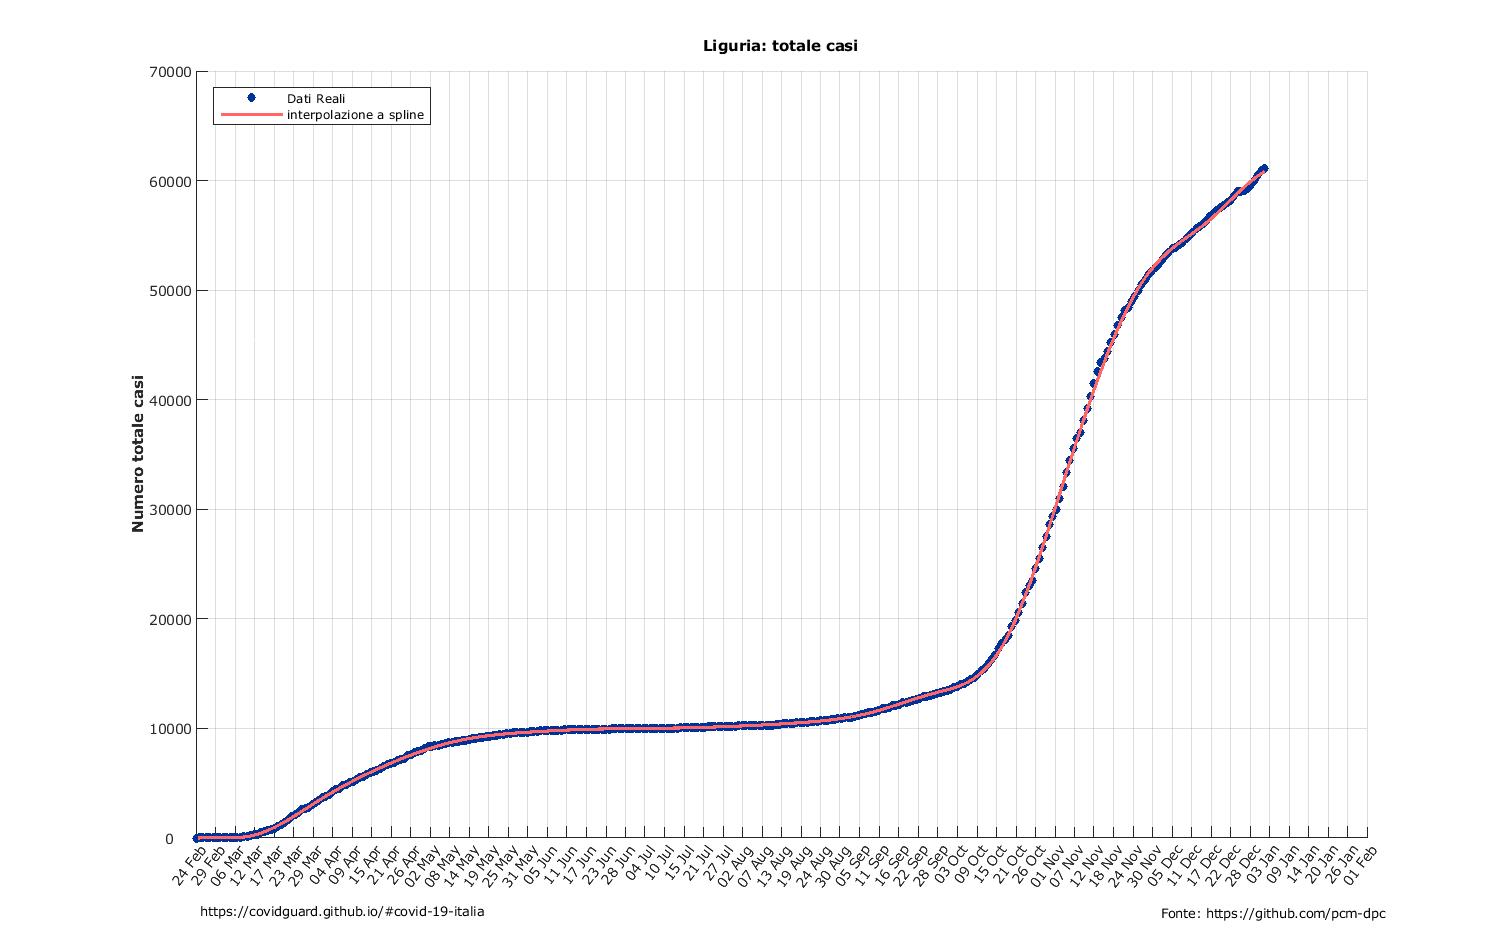 Liguria: totale casi
Dati Reali
interpolazione a spline
Numero totale casi
70000
60000
50000
40000
30000
20000
10000
0
24 Feb
29 Feb
06 Mar
12 Mar
17 Mar
23 Mar
29 Mar
04 Apr
09 Apr
15 Apr
21 Apr
26 Apr
02 May
08 May
14 May
19 May
25 May
31 May
05 Jun
11 Jun
17 Jun
23 Jun
28 Jun
04 Jul
10 Jul
15 Jul
21 Jul
27 Jul
02 Aug
07 Aug
13 Aug
19 Aug
24 Aug
30 Aug
05 Sep
11 Sep
16 Sep
22 Sep
28 Sep
03 Oct
09 Oct
15 Oct
21 Oct
26 Oct
01 Nov
07 Nov
12 Nov
18 Nov
24 Nov
30 Nov
05 Dec
11 Dec
17 Dec
22 Dec
28 Dec
03 Jan
09 Jan
14 Jan
20 Jan
26 Jan
01 Feb
https://covidguard.github.io/#covid-19-italia
Fonte: https://github.com/pcm-dpc